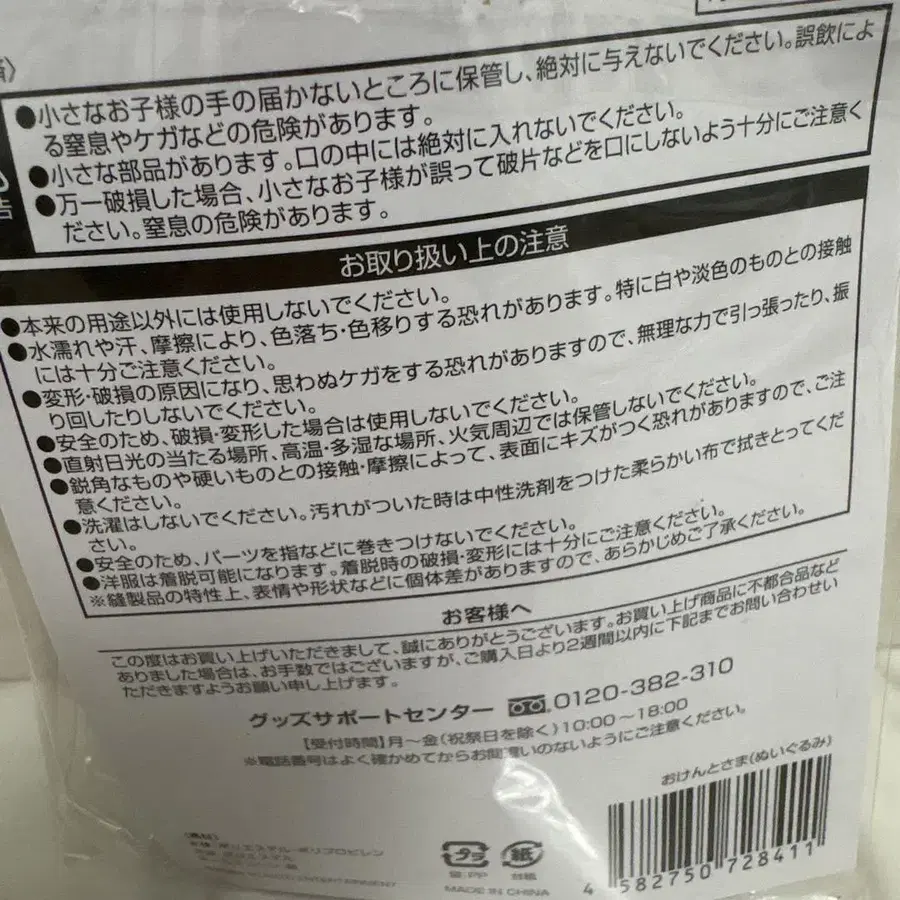 ●小さなお子様の手の届かないところに保管し、絶対に与えないでください。誤飲によ
る窒息やケガなどの危険があります。
●小さな部品があります。口の中には絶対に入れないでください。
●万一破損した場合、小さなお子様が誤って破片などを口にしないよう十分にご注意く
ださい。窒息の危険があります。
告
お取り扱い上の注意
●本来の用途以外には使用しないでください。
●水濡れや汗、摩擦により、色落ち・色移りする恐れがあります。特に白や淡色のものとの接触
には十分ご注意ください。
●変形・破損の原因になり、思わぬケガをする恐れがありますので、無理な力で引っ張ったり、振
り回したりしないでください。
●安全のため、破損・変形した場合は使用しないでください。
●直射日光の当たる場所、高温・多湿な場所、火気周辺では保管しないでください。
●鋭角なものや硬いものとの接触・摩擦によって、表面にキズがつく恐れがありますので、ご注
意ください。
●洗濯はしないでください。汚れがついた時は中性洗剤をつけた柔らかい布で拭きとってくだ
さい。
●安全のため、パーツを指などに巻きつけないでください。
●洋服は着脱可能になります。着脱時の破損・変形には十分にご注意ください。
※縫製品の特性上、表情や形状などに個体差がありますので、あらかじめご了承ください。
お客様へ
この度はお買い上げいただきまして、誠にありがとうございます。お買い上げ商品に不都合品など
ありました場合は、お手数ではございますが、ご購入日より2週間以内に下記までお問い合わせい
ただきますようお願い申し上げます。
グッズサポートセンター 0120-382-310
【受付時間】月〜金(祝祭日を除く)10:00〜18:00
※電話番号はよく確かめてからお間違いのないようにご注意ください。
おけんとさま(ぬいぐるみ)
ポリエステル・ポリプロピレン
プラ 紙
袋:PP 台紙
MADE IN CHINA
4 582750 728411